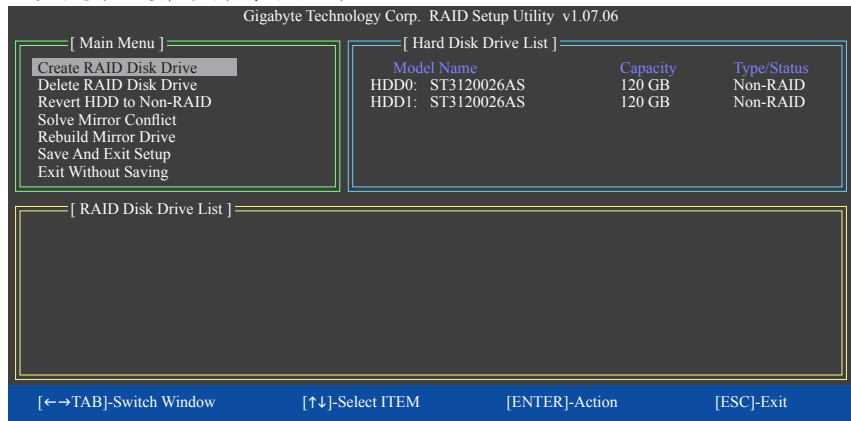 Gigabyte Technology Corp. RAID Setup Utility v1.07.06
[ Main Menu ]
Create RAID Disk Drive
Delete RAID Disk Drive
Revert HDD to Non-RAID
Solve Mirror Conflict
Rebuild Mirror Drive
Save And Exit Setup
Exit Without Saving
[ Hard Disk Drive List ]
Model Name Capacity Type/Status
HDD0: ST3120026AS 120 GB Non-RAID
HDD1: ST3120026AS 120 GB Non-RAID
[ RAID Disk Drive List ]
[←→TAB]-Switch Window [↑↓]-Select ITEM [ENTER]-Action [ESC]-Exit